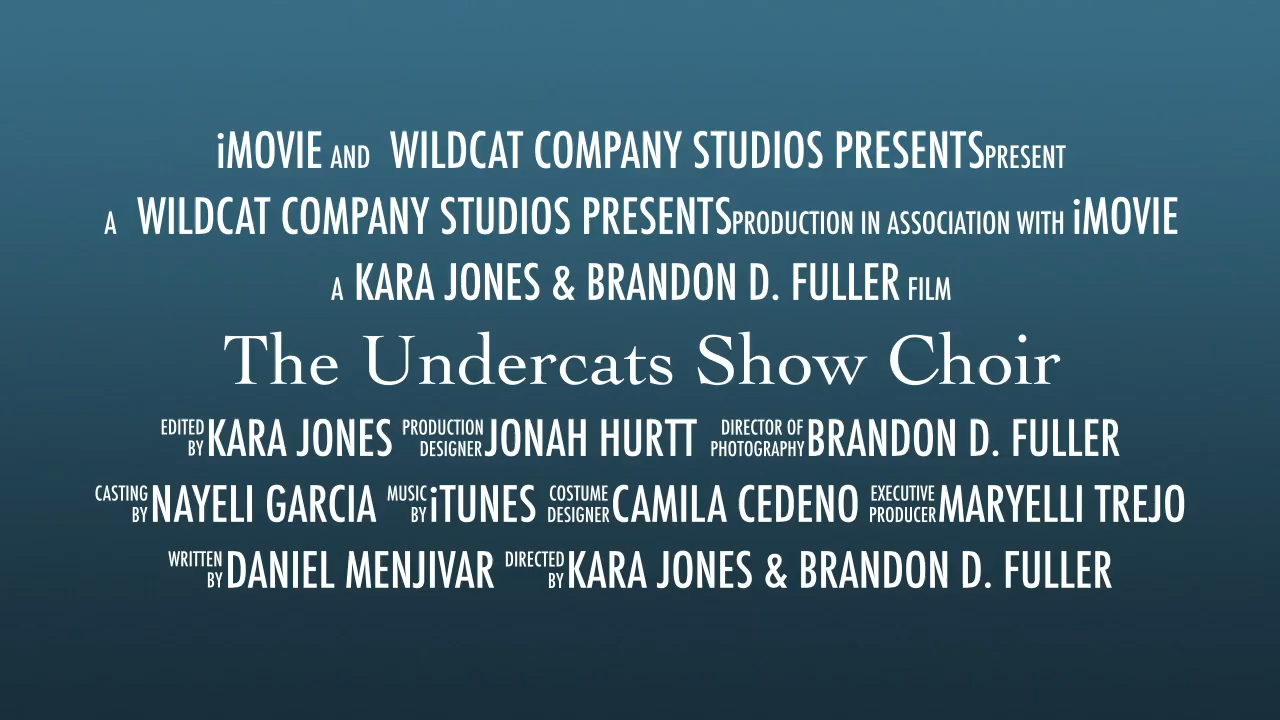 iMOVIE AND WILDCAT COMPANY STUDIOS PRESENTSPRESENT
A WILDCAT COMPANY STUDIOS PRESENTSPRODUCTION IN ASSOCIATION WITH iMOVIE
A KARA JONES & BRANDON D. FULLER FILM
The Undercats Show Choir
EDITED BY KARA JONES PRODUCTION DESIGNER JONAH HURTT DIRECTOR OF PHOTOGRAPHY BRANDON D. FULLER
CASTING BY NAYELI GARCIA MUSIC BY iTUNES COSTUME DESIGNER CAMILA CEDENO EXECUTIVE PRODUCER MARYELLI TREJO
WRITTEN BY DANIEL MENJIVAR DIRECTED BY KARA JONES & BRANDON D. FULLER